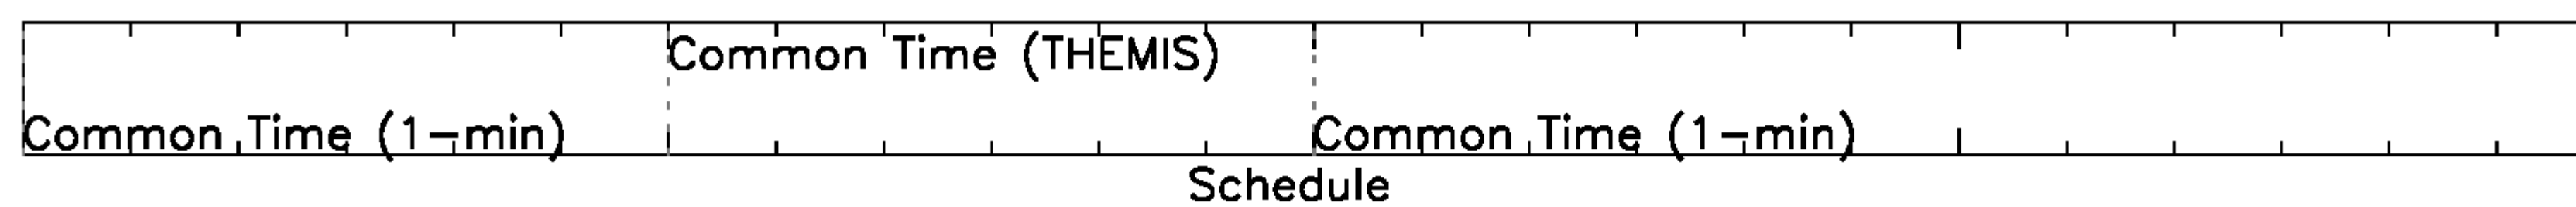 Common Time (THEMIS)
Common Time (1-min) Common Time (1-min)
Schedule